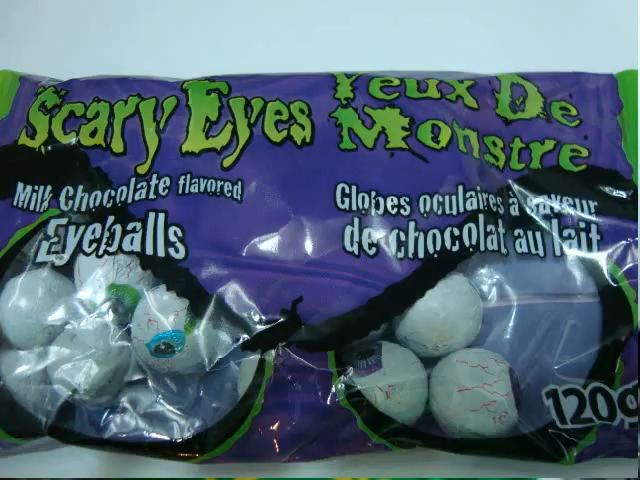 Scary Eyes
Milk Chocolate flavored
Eyeballs
Yeux De
Monstre
Globes oculaires à saveur
de chocolat au lait
120g